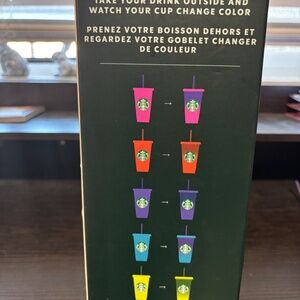 TAKE YOUR DRINK OUTSIDE AND
WATCH YOUR CUP CHANGE COLOR
PRENEZ VOTRE BOISSON DEHORS ET
REGARDEZ VOTRE GOBELET CHANGER
DE COULEUR